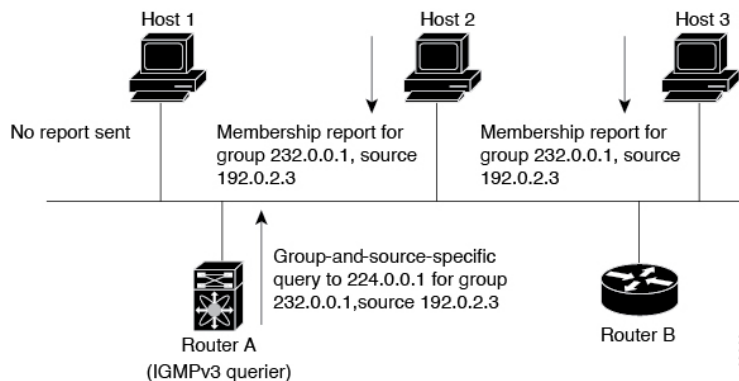 Host 1
Host 2
Host 3
No report sent
Membership report for
group 232.0.0.1, source
192.0.2.3
Membership report for
group 232.0.0.1, source
192.0.2.3
Group-and-source-specific
query to 224.0.0.1 for group
232.0.0.1,source 192.0.2.3
Router A
(IGMPv3 querier)
Router B